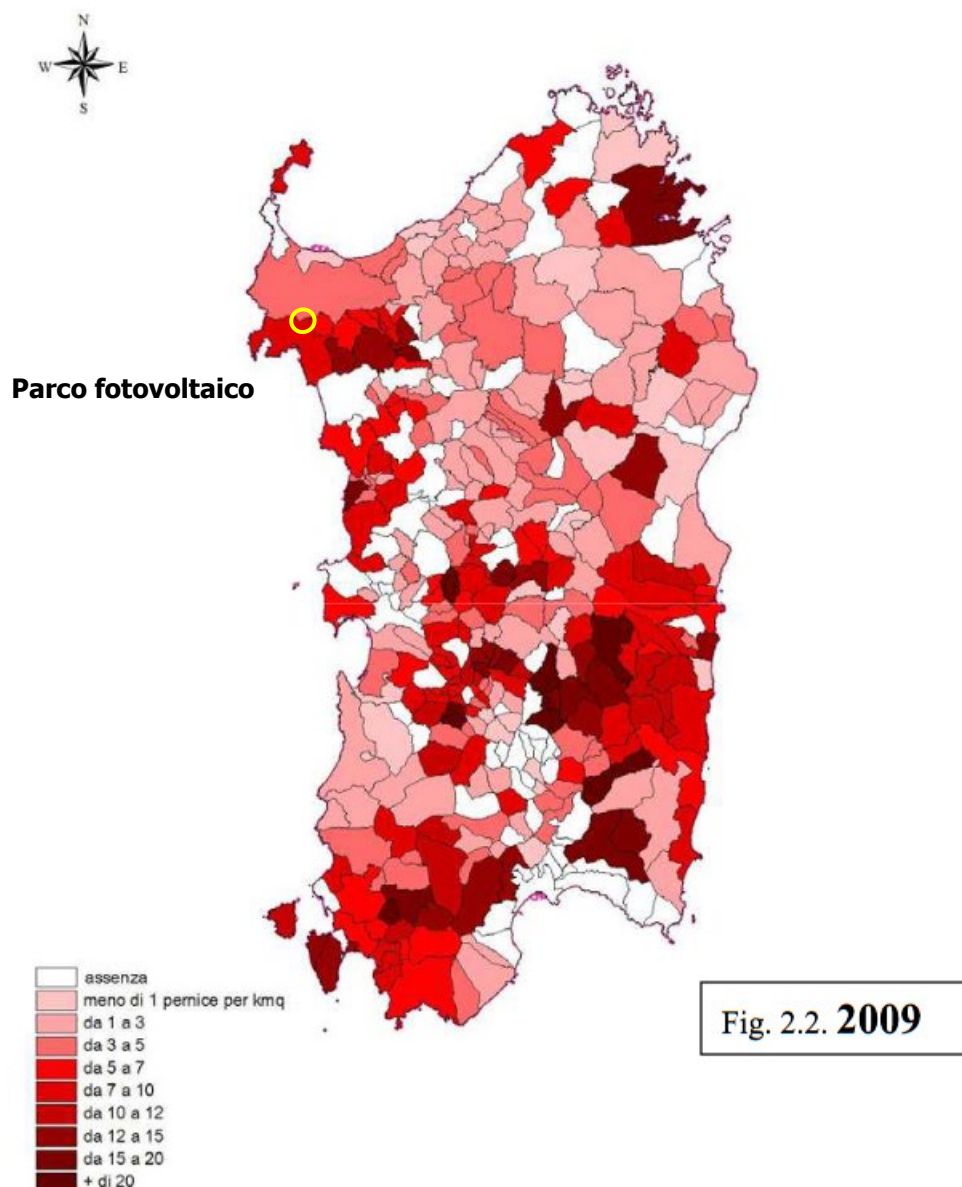 N
W E
S
Parco fotovoltaico
assenza
meno di 1 pernice per kmq
da 1 a 3
da 3 a 5
da 5 a 7
da 7 a 10
da 10 a 12
da 12 a 15
da 15 a 20
+ di 20
Fig. 2.2. 2009